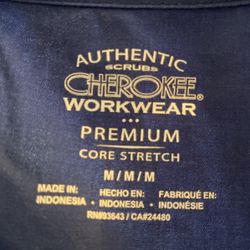 AUTHENTIC
SCRUBS
CHEROKEE®
WORKWEAR
•••
PREMIUM
CORE STRETCH
M / M / M
MADE IN: HECHO EN: FABRIQUÉ EN:
INDONESIA • INDONESIA • INDONÉSIE
RN#93643 / CA#24480